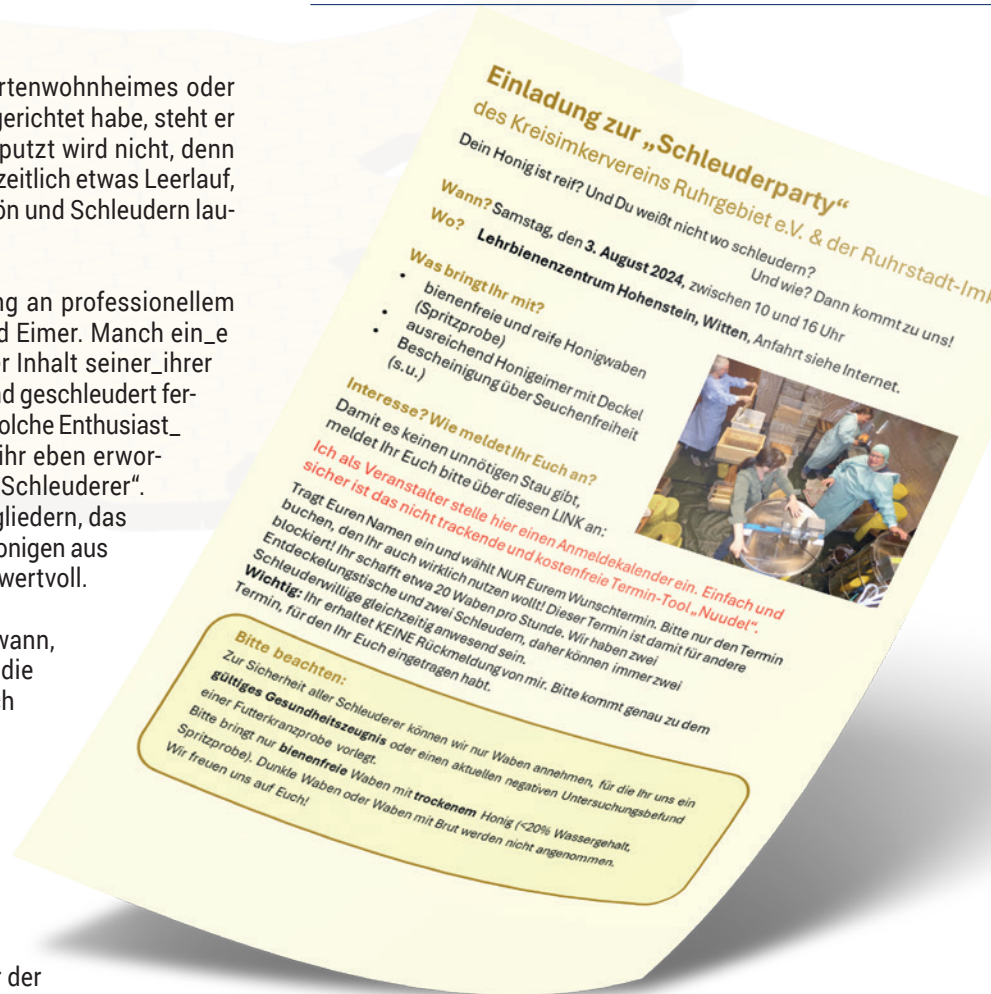 rtenwohnheimes oder
gerichtet habe, steht er
putzt wird nicht, denn
zeitlich etwas Leerlauf,
ön und Schleudern lau-
ng an professionellem
d Eimer. Manch ein_e
er Inhalt seiner_ihrer
nd geschleudert fer-
olche Enthusiast_
ihr eben erwor-
Schleuderer“.
gliedern, das
onigen aus
wertvoll.
wann,
die
ch
r der
Einladung zur „Schleuderparty“
des Kreisimkervereins Ruhrgebiet e.V. & der Ruhrstadt-Imk
Dein Honig ist reif? Und Du weißt nicht wo schleudern?
Und wie? Dann kommt zu uns!
Wann? Samstag, den 3. August 2024, zwischen 10 und 16 Uhr
Wo? Lehrbienenzentrum Hohenstein, Witten, Anfahrt siehe Internet.
Was bringt Ihr mit?
• bienenfreie und reife Honigwaben
(Spritzprobe)
• ausreichend Honigeimer mit Deckel
• Bescheinigung über Seuchenfreiheit
(s.u.)
Interesse? Wie meldet Ihr Euch an?
Damit es keinen unnötigen Stau gibt,
meldet Ihr Euch bitte über diesen LINK an:
Ich als Veranstalter stelle hier einen Anmeldekalender ein. Einfach und
sicher ist das nicht trackende und kostenfreie Termin-Tool „Nuudel“.
Tragt Euren Namen ein und wählt NUR Eurem Wunschtermin. Bitte nur den Termin
buchen, den Ihr auch wirklich nutzen wollt! Dieser Termin ist damit für andere
blockiert! Ihr schafft etwa 20 Waben pro Stunde. Wir haben zwei
Entdeckelungstische und zwei Schleudern, daher können immer zwei
Schleuderwillige gleichzeitig anwesend sein.
Wichtig: Ihr erhaltet KEINE Rückmeldung von mir. Bitte kommt genau zu dem
Termin, für den Ihr Euch eingetragen habt.
Bitte beachten:
Zur Sicherheit aller Schleuderer können wir nur Waben annehmen, für die Ihr uns ein
gültiges Gesundheitszeugnis oder einen aktuellen negativen Untersuchungsbefund
einer Futterkranzprobe vorlegt.
Bitte bringt nur bienenfreie Waben mit trockenem Honig (<20% Wassergehalt,
Spritzprobe). Dunkle Waben oder Waben mit Brut werden nicht angenommen.
Wir freuen uns auf Euch!